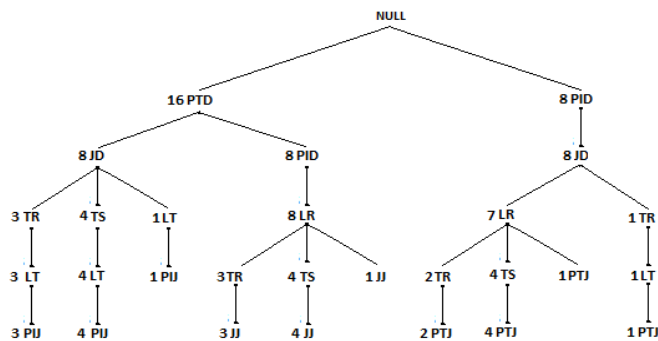 NULL
16 PTD 8 PID
8 JD 8 PID 8 JD
3 TR 4 TS 1 LT 8 LR 7 LR 1 TR
3 LT 4 LT 1 PIJ 3 TR 4 TS 1 JJ 2 TR 4 TS 1 PTJ 1 LT
3 PIJ 4 PIJ 3 JJ 4 JJ 2 PTJ 4 PTJ 1 PTJ